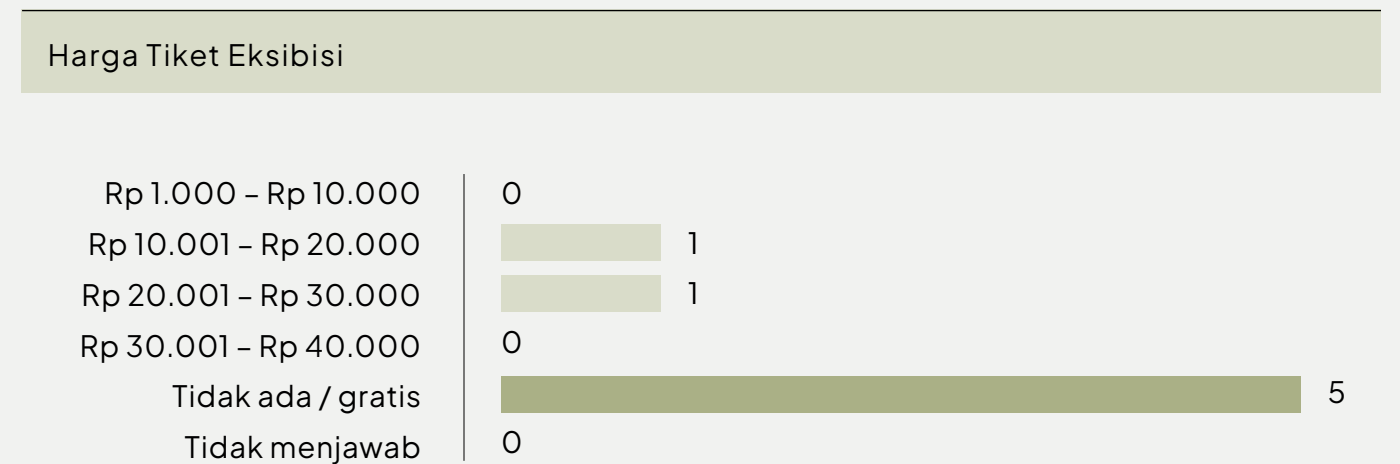 Harga Tiket Eksibisi
Rp 1.000 – Rp 10.000 0
Rp 10.001 – Rp 20.000 1
Rp 20.001 – Rp 30.000 1
Rp 30.001 – Rp 40.000 0
Tidak ada / gratis 5
Tidak menjawab 0